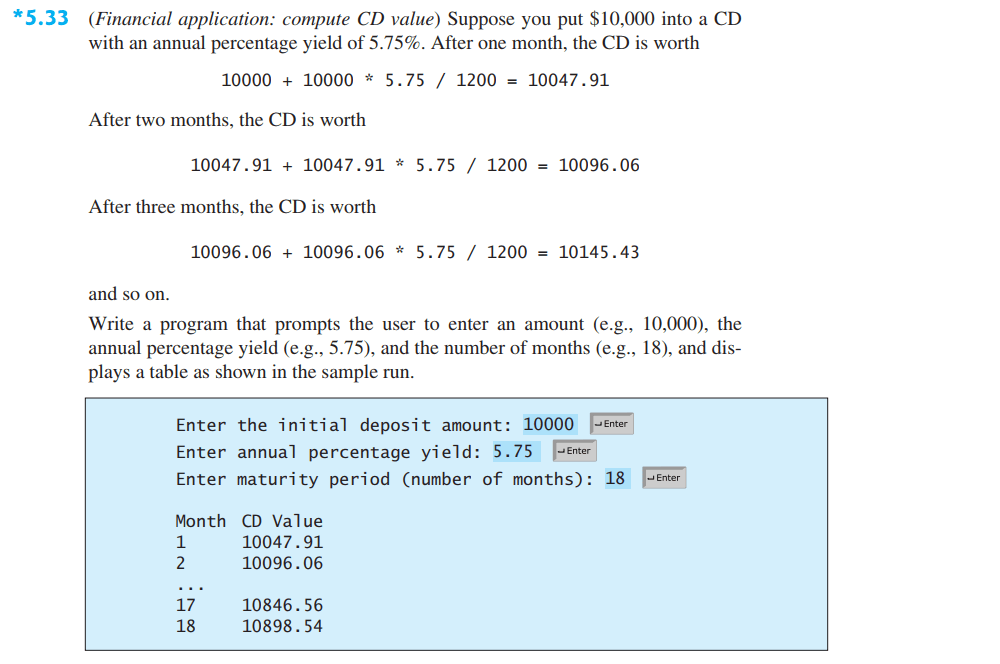 *5.33 (Financial application: compute CD value) Suppose you put $10,000 into a CD
with an annual percentage yield of 5.75%. After one month, the CD is worth
10000 + 10000 * 5.75 / 1200 = 10047.91
After two months, the CD is worth
10047.91 + 10047.91 * 5.75 / 1200 = 10096.06
After three months, the CD is worth
10096.06 + 10096.06 * 5.75 / 1200 = 10145.43
and so on.
Write a program that prompts the user to enter an amount (e.g., 10,000), the
annual percentage yield (e.g., 5.75), and the number of months (e.g., 18), and dis-
plays a table as shown in the sample run.
Enter the initial deposit amount: 10000 ↵Enter
Enter annual percentage yield: 5.75 ↵Enter
Enter maturity period (number of months): 18 ↵Enter
Month CD Value
1 10047.91
2 10096.06
...
17 10846.56
18 10898.54